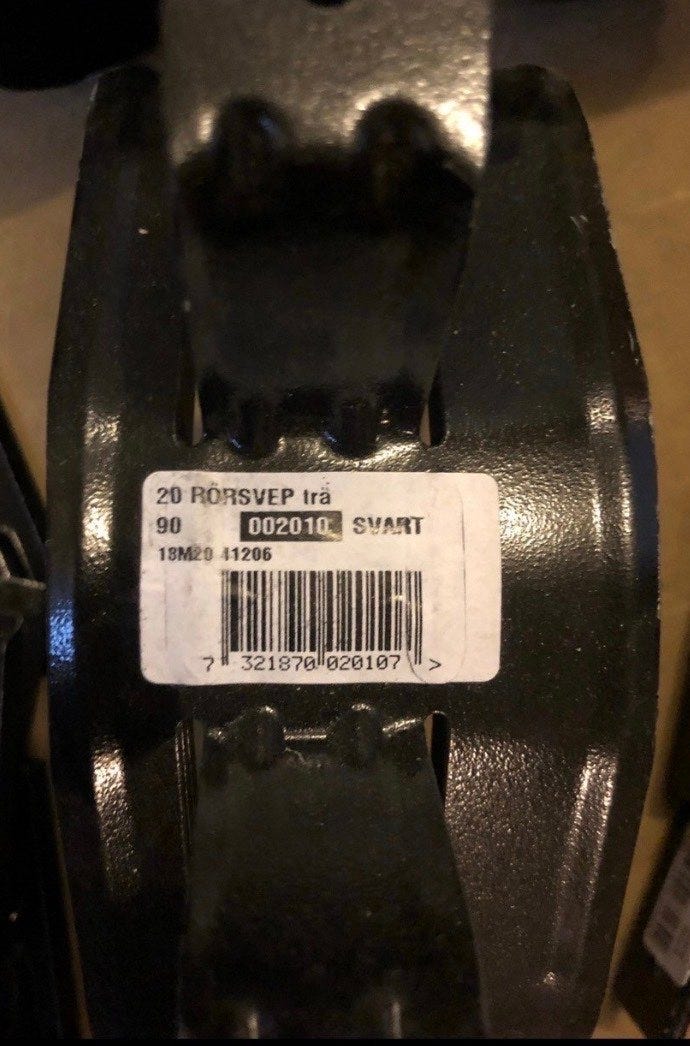 20 RÖRSVEP trä
90 002010 SVART
18M20 41206
7 321870 020107 >